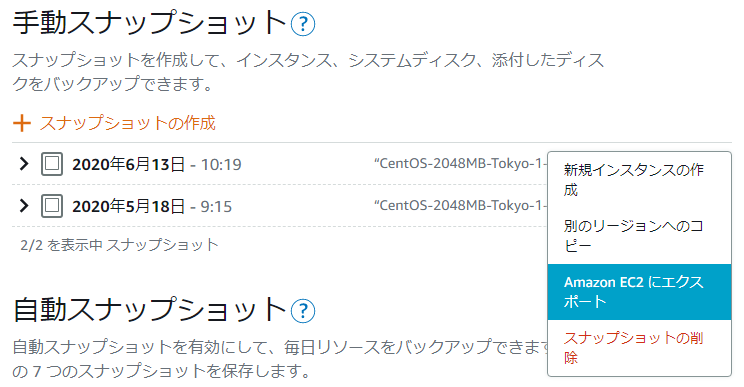 手動スナップショット ?
スナップショットを作成して、インスタンス、システムディスク、添付したディス
クをバックアップできます。
+ スナップショットの作成
2020年6月13日 - 10:19
“CentOS-2048MB-Tokyo-1-
2020年5月18日 - 9:15
“CentOS-2048MB-Tokyo-1-
2/2 を表示中 スナップショット
新規インスタンスの作
成
別のリージョンへのコ
ピー
Amazon EC2 にエクス
ポート
スナップショットの削
除
自動スナップショット ?
自動スナップショットを有効にして、毎日リソースをバックアップできます
の 7 つのスナップショットを保存します。